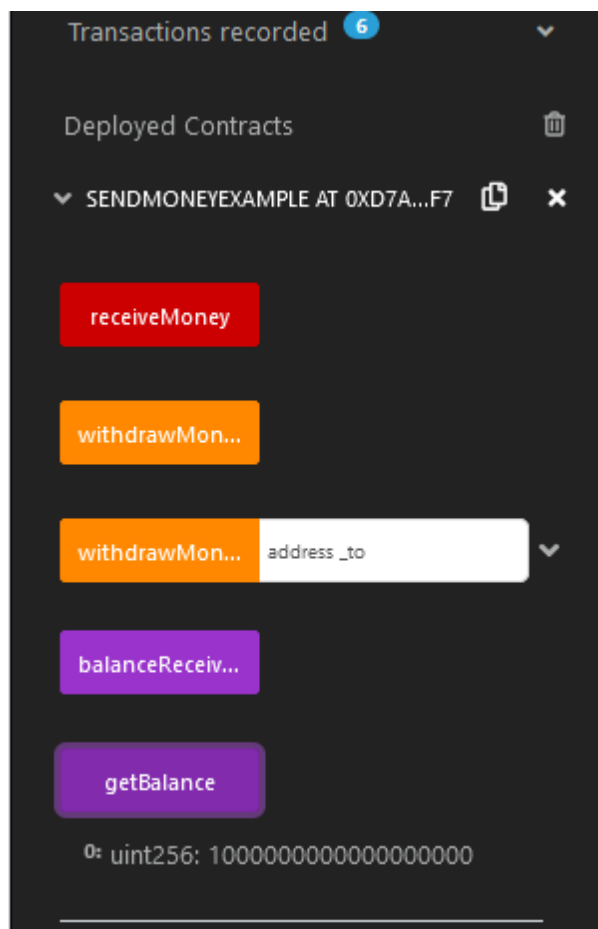 Transactions recorded 6
Deployed Contracts
SENDMONEYEXAMPLE AT 0XD7A...F7
receiveMoney
withdrawMon...
withdrawMon... address _to
balanceReceiv...
getBalance
0: uint256: 1000000000000000000